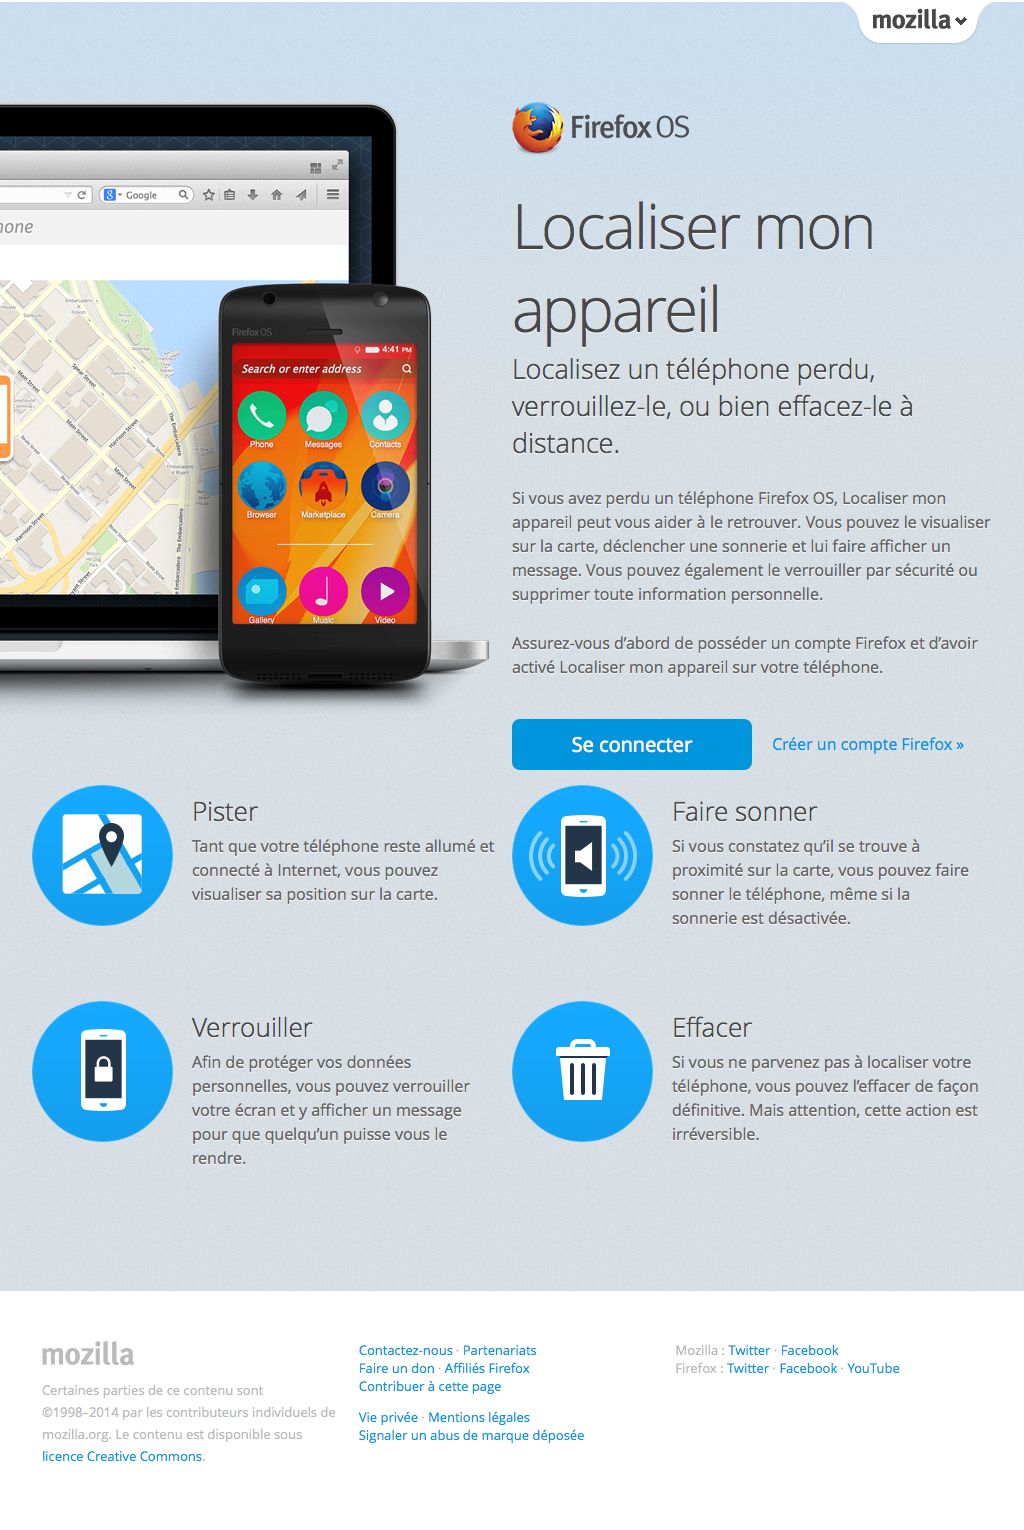 mozilla
Firefox OS
Google
hone
Localiser mon
appareil
Firefox OS
4:41 PM
Search or enter address
Phone
Messages
Contacts
Browser
Marketplace
Camera
Gallery
Music
Video
Localisez un téléphone perdu,
verrouillez-le, ou bien effacez-le à
distance.
Si vous avez perdu un téléphone Firefox OS, Localiser mon
appareil peut vous aider à le retrouver. Vous pouvez le visualiser
sur la carte, déclencher une sonnerie et lui faire afficher un
message. Vous pouvez également le verrouiller par sécurité ou
supprimer toute information personnelle.
Assurez-vous d’abord de posséder un compte Firefox et d’avoir
activé Localiser mon appareil sur votre téléphone.
Se connecter
Créer un compte Firefox »
Pister
Tant que votre téléphone reste allumé et
connecté à Internet, vous pouvez
visualiser sa position sur la carte.
Faire sonner
Si vous constatez qu’il se trouve à
proximité sur la carte, vous pouvez faire
sonner le téléphone, même si la
sonnerie est désactivée.
Verrouiller
Afin de protéger vos données
personnelles, vous pouvez verrouiller
votre écran et y afficher un message
pour que quelqu’un puisse vous le
rendre.
Effacer
Si vous ne parvenez pas à localiser votre
téléphone, vous pouvez l’effacer de façon
définitive. Mais attention, cette action est
irréversible.
mozilla
Certaines parties de ce contenu sont
©1998–2014 par les contributeurs individuels de
mozilla.org. Le contenu est disponible sous
licence Creative Commons.
Contactez-nous · Partenariats
Faire un don · Affiliés Firefox
Contribuer à cette page
Vie privée · Mentions légales
Signaler un abus de marque déposée
Mozilla : Twitter · Facebook
Firefox : Twitter · Facebook · YouTube